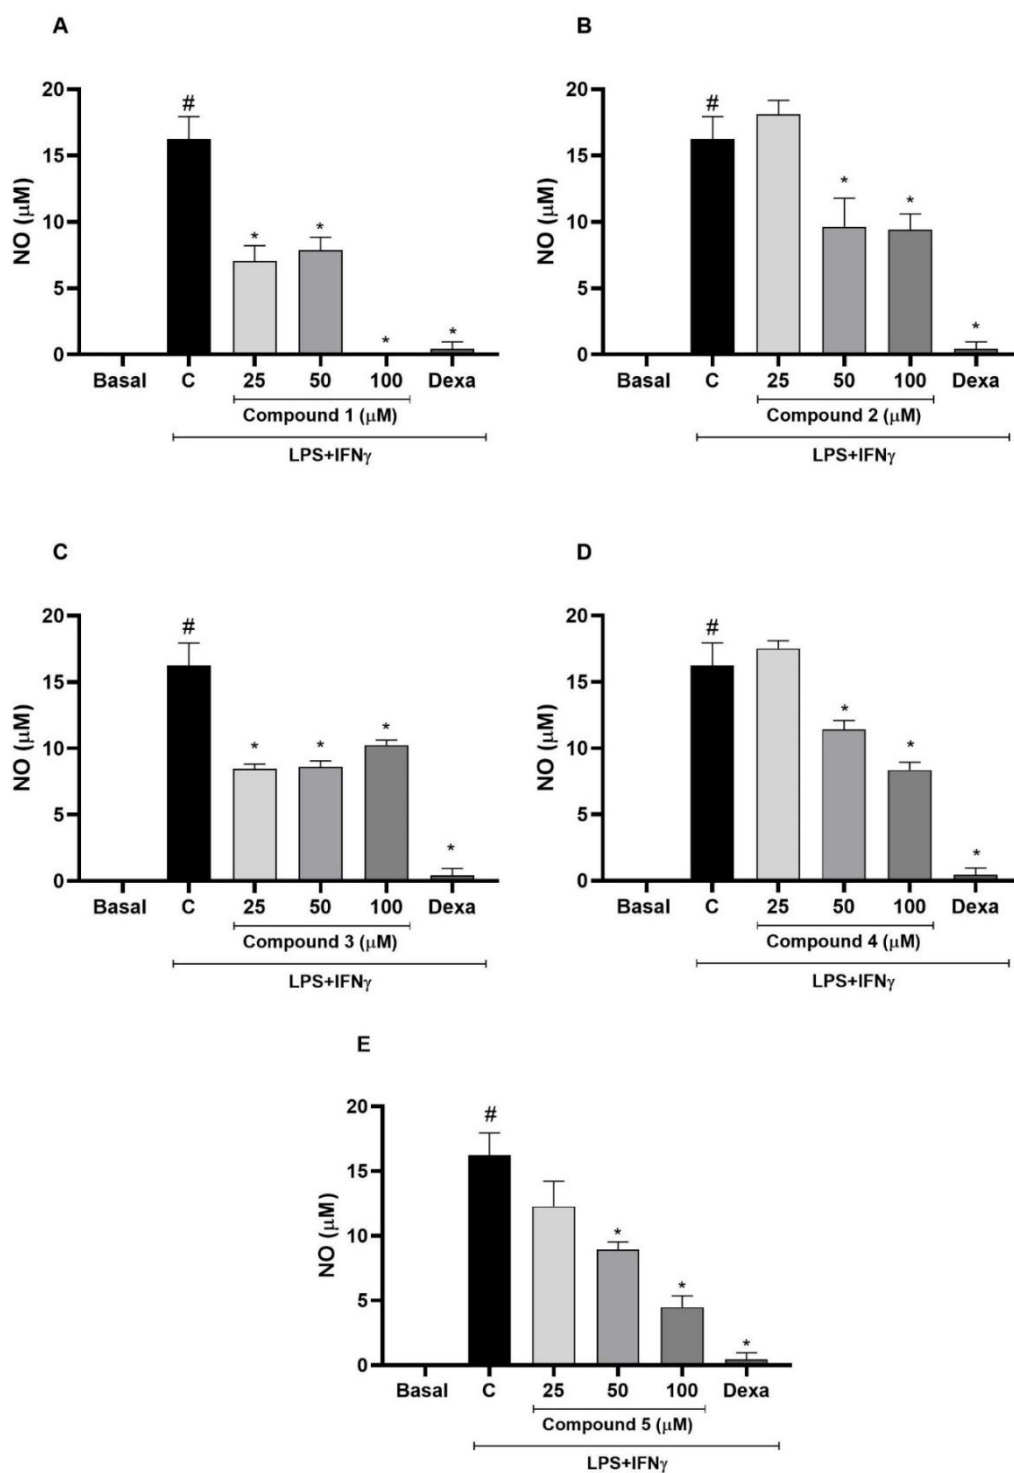 A
B
NO (μM)
20
15
10
5
0
#
*
*
*
*
Basal C 25 50 100 Dexa
Compound 1 (μM)
LPS+IFNγ
NO (μM)
20
15
10
5
0
#
*
*
*
Basal C 25 50 100 Dexa
Compound 2 (μM)
LPS+IFNγ
C
D
NO (μM)
20
15
10
5
0
#
*
*
*
*
Basal C 25 50 100 Dexa
Compound 3 (μM)
LPS+IFNγ
NO (μM)
20
15
10
5
0
#
*
*
*
Basal C 25 50 100 Dexa
Compound 4 (μM)
LPS+IFNγ
E
NO (μM)
20
15
10
5
0
#
*
*
*
Basal C 25 50 100 Dexa
Compound 5 (μM)
LPS+IFNγ